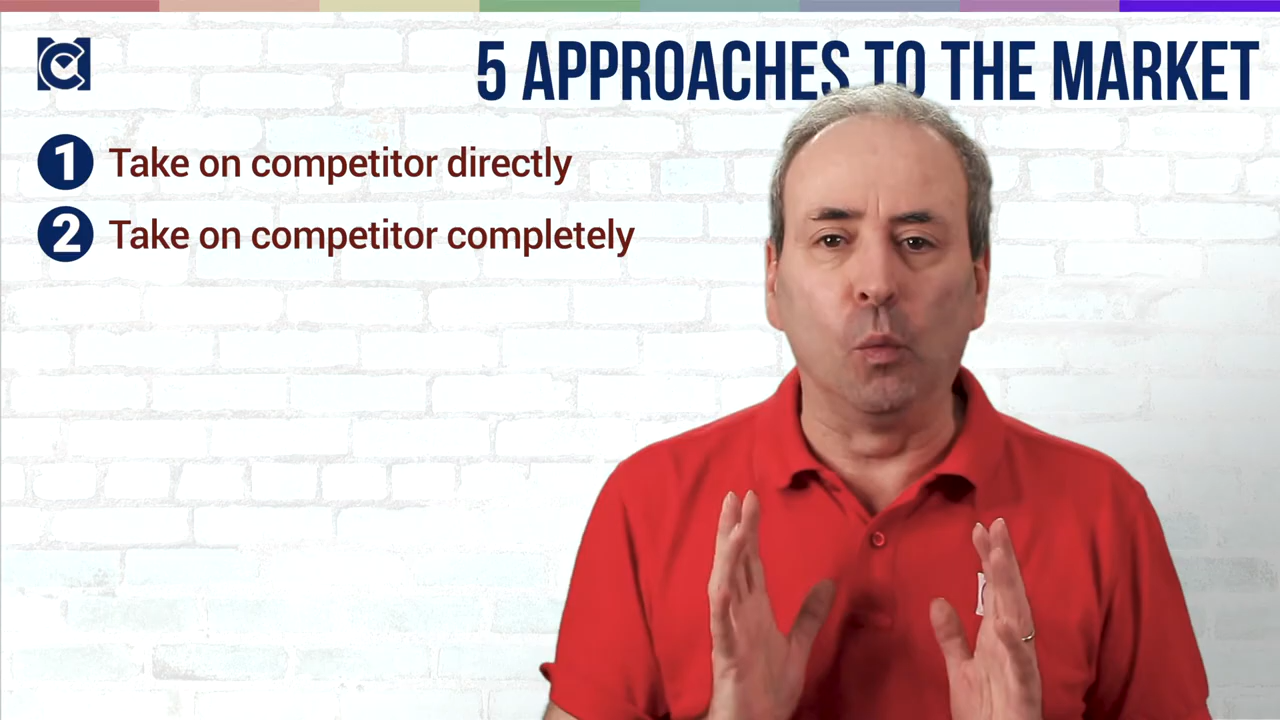 5 APPROACHES TO THE MARKET
1 Take on competitor directly
2 Take on competitor completely